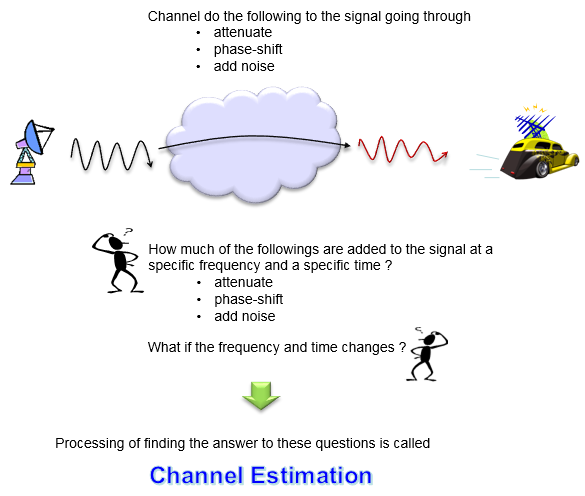 Channel do the following to the signal going through
• attenuate
• phase-shift
• add noise
?
How much of the followings are added to the signal at a
specific frequency and a specific time ?
• attenuate
• phase-shift
• add noise
?
What if the frequency and time changes ?
Processing of finding the answer to these questions is called
Channel Estimation